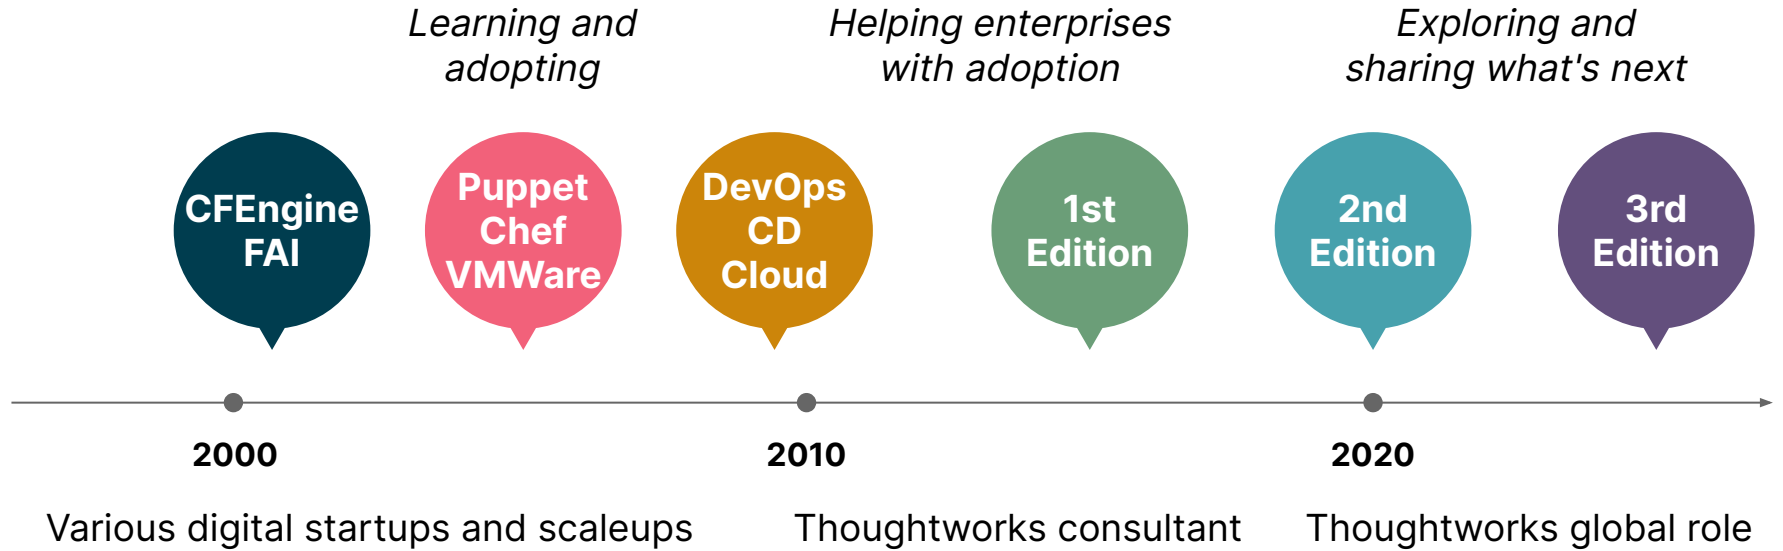 Learning and
adopting
Helping enterprises
with adoption
Exploring and
sharing what's next
CFEngine
FAI
Puppet
Chef
VMWare
DevOps
CD
Cloud
1st
Edition
2nd
Edition
3rd
Edition
2000
2010
2020
Various digital startups and scaleups
Thoughtworks consultant
Thoughtworks global role